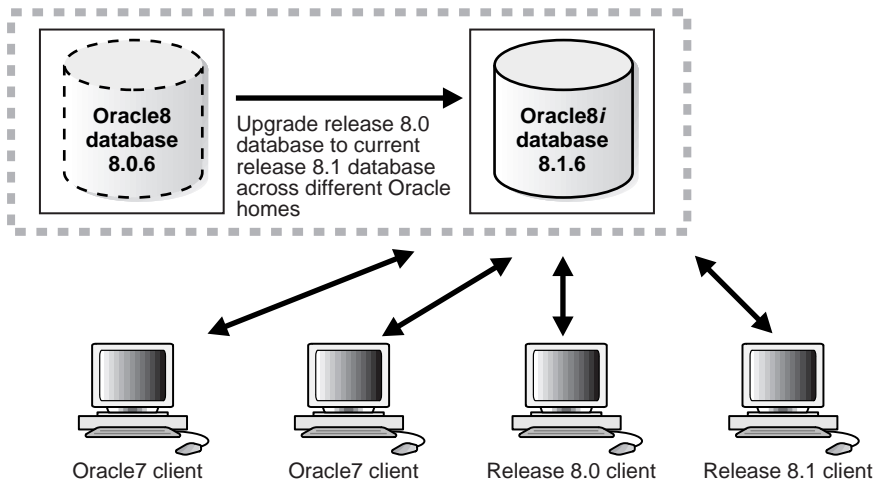 Oracle8
database
8.0.6
Upgrade release 8.0
database to current
release 8.1 database
across different Oracle
homes
Oracle8i
database
8.1.6
Oracle7 client
Oracle7 client
Release 8.0 client
Release 8.1 client